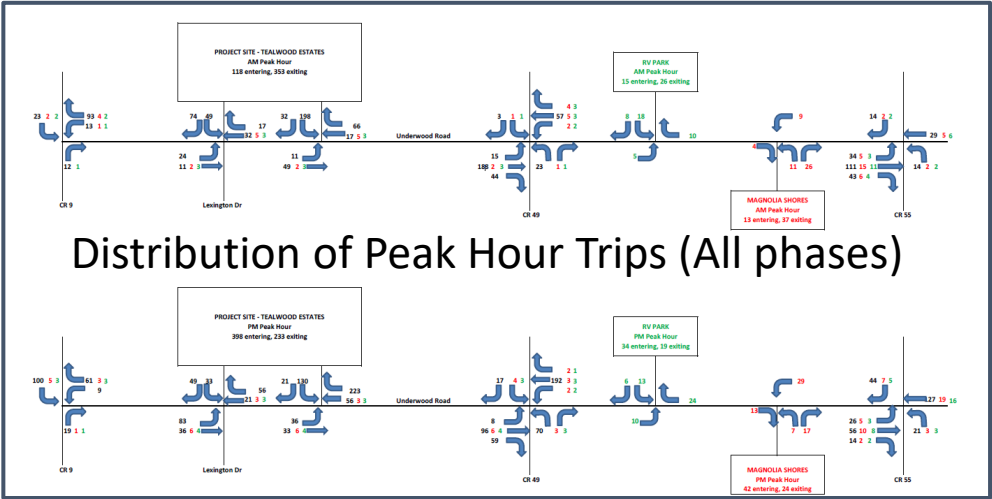 PROJECT SITE - TEALWOOD ESTATES
AM Peak Hour
118 entering, 353 exiting
RV PARK
AM Peak Hour
15 entering, 26 exiting
4 3
23 2 2 93 4 2 74 49 17 32 198 66 3 1 1 57 5 3 8 18 9 14 2 2
13 1 1 32 5 3 17 5 3 Underwood Road 2 2 10 29 5 6
24 11 15 5 4 34 5 3
12 1 11 2 3 49 2 3 188 2 3 23 1 1 11 26 111 15 11 14 2 2
44 43 6 4
CR 9 Lexington Dr CR 49 CR 55
MAGNOLIA SHORES
AM Peak Hour
13 entering, 37 exiting
Distribution of Peak Hour Trips (All phases)
PROJECT SITE - TEALWOOD ESTATES
PM Peak Hour
398 entering, 233 exiting
RV PARK
PM Peak Hour
34 entering, 19 exiting
2 1
100 5 3 61 3 3 49 33 56 21 130 223 17 4 3 192 3 3 6 13 29 44 7 5
9 21 3 3 56 3 3 Underwood Road 2 2 24 127 19 16
83 36 8 10 13 26 5 3
19 1 1 36 6 4 33 6 4 96 6 4 70 3 3 7 17 56 10 8 21 3 3
59 14 2 2
CR 9 Lexington Dr CR 49 CR 55
MAGNOLIA SHORES
PM Peak Hour
42 entering, 24 exiting